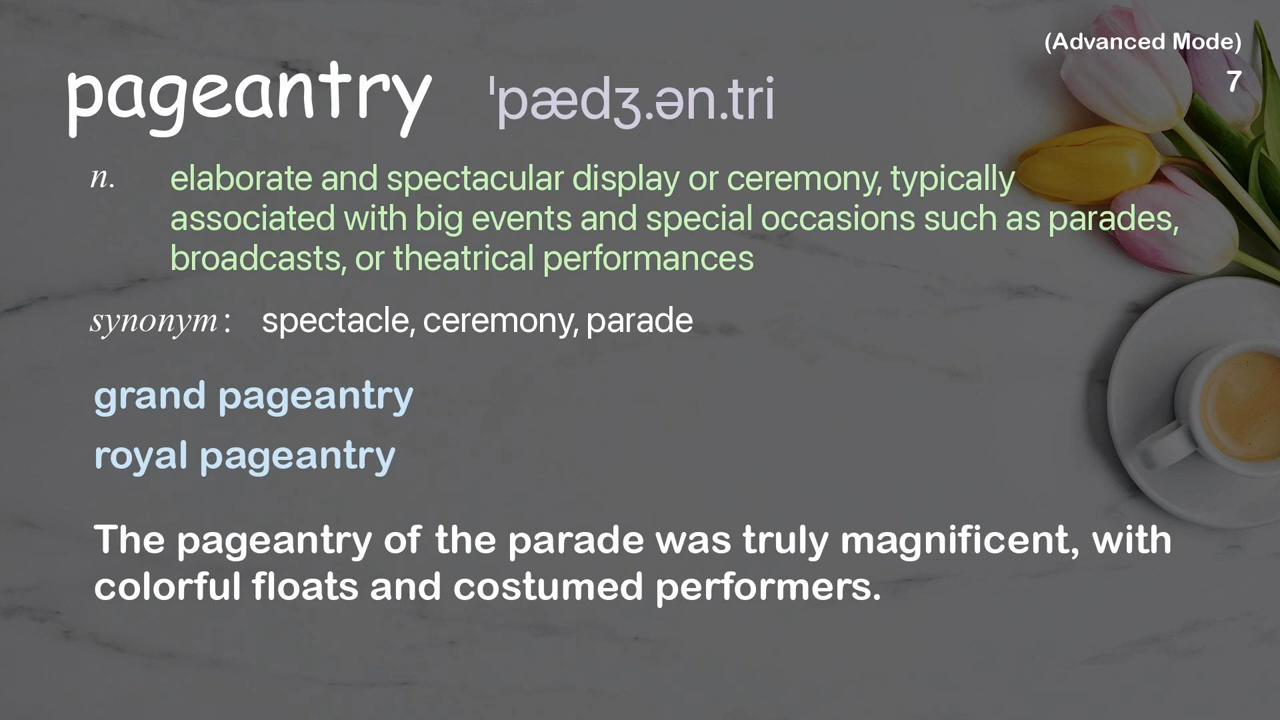 (Advanced Mode)
7
pageantry ˈpædʒ.ən.tri
n. elaborate and spectacular display or ceremony, typically
associated with big events and special occasions such as parades,
broadcasts, or theatrical performances
synonym: spectacle, ceremony, parade
grand pageantry
royal pageantry
The pageantry of the parade was truly magnificent, with
colorful floats and costumed performers.